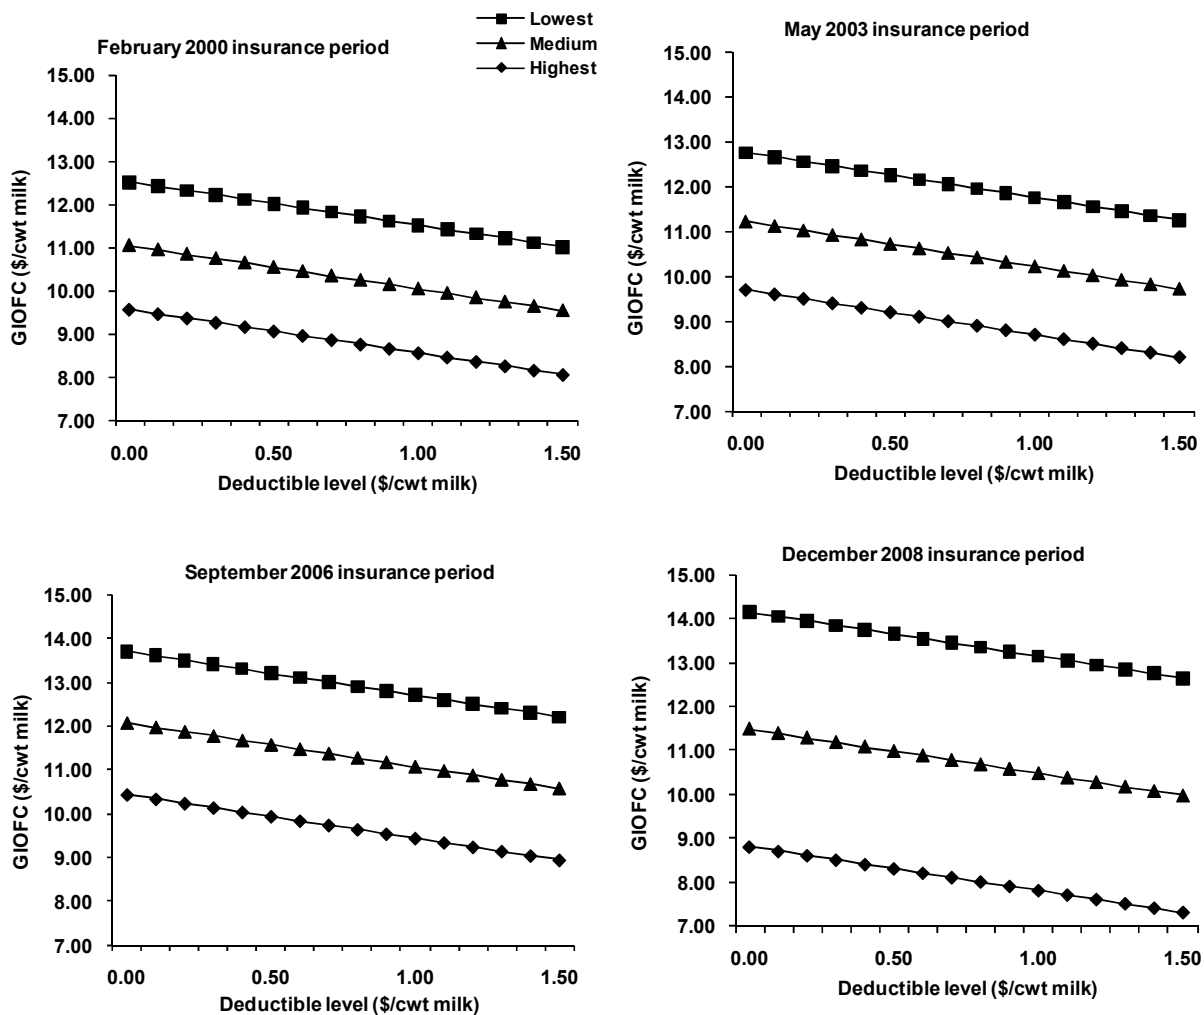 Lowest
Medium
Highest
February 2000 insurance period
15.00
14.00
13.00
12.00
11.00
10.00
9.00
8.00
7.00
GIOFC ($/cwt milk)
0.00 0.50 1.00 1.50
Deductible level ($/cwt milk)
May 2003 insurance period
15.00
14.00
13.00
12.00
11.00
10.00
9.00
8.00
7.00
GIOFC ($/cwt milk)
0.00 0.50 1.00 1.50
Deductible level ($/cwt milk)
September 2006 insurance period
15.00
14.00
13.00
12.00
11.00
10.00
9.00
8.00
7.00
GIOFC ($/cwt milk)
0.00 0.50 1.00 1.50
Deductible level ($/cwt milk)
December 2008 insurance period
15.00
14.00
13.00
12.00
11.00
10.00
9.00
8.00
7.00
GIOFC ($/cwt milk)
0.00 0.50 1.00 1.50
Deductible level ($/cwt milk)